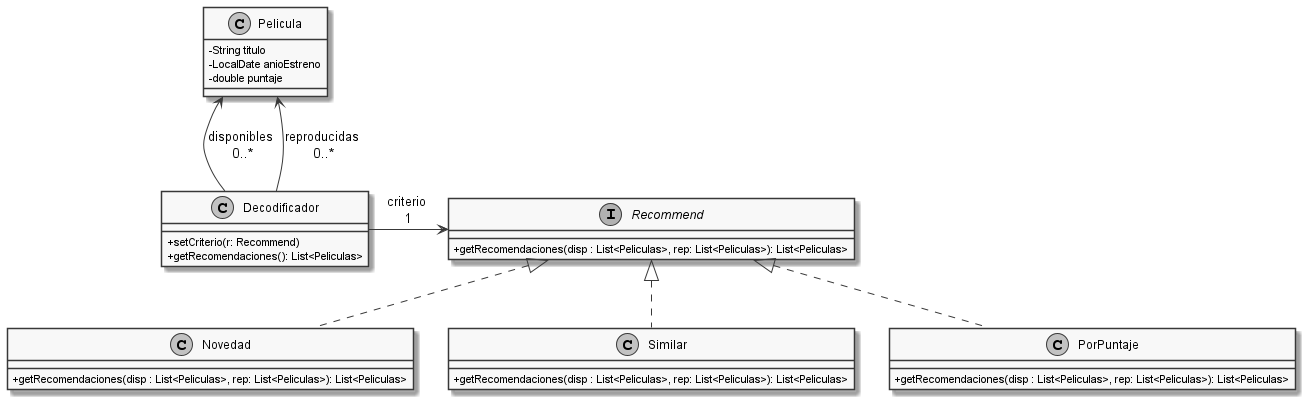 C Pelicula
-String titulo
-LocalDate anioEstreno
-double puntaje
disponibles
0..*
reproducidas
0..*
C Decodificador
+setCriterio(r: Recommend)
+getRecomendaciones(): List<Peliculas>
criterio
1
I Recommend
+getRecomendaciones(disp : List<Peliculas>, rep: List<Peliculas>): List<Peliculas>
C Novedad
+getRecomendaciones(disp : List<Peliculas>, rep: List<Peliculas>): List<Peliculas>
C Similar
+getRecomendaciones(disp : List<Peliculas>, rep: List<Peliculas>): List<Peliculas>
C PorPuntaje
+getRecomendaciones(disp : List<Peliculas>, rep: List<Peliculas>): List<Peliculas>